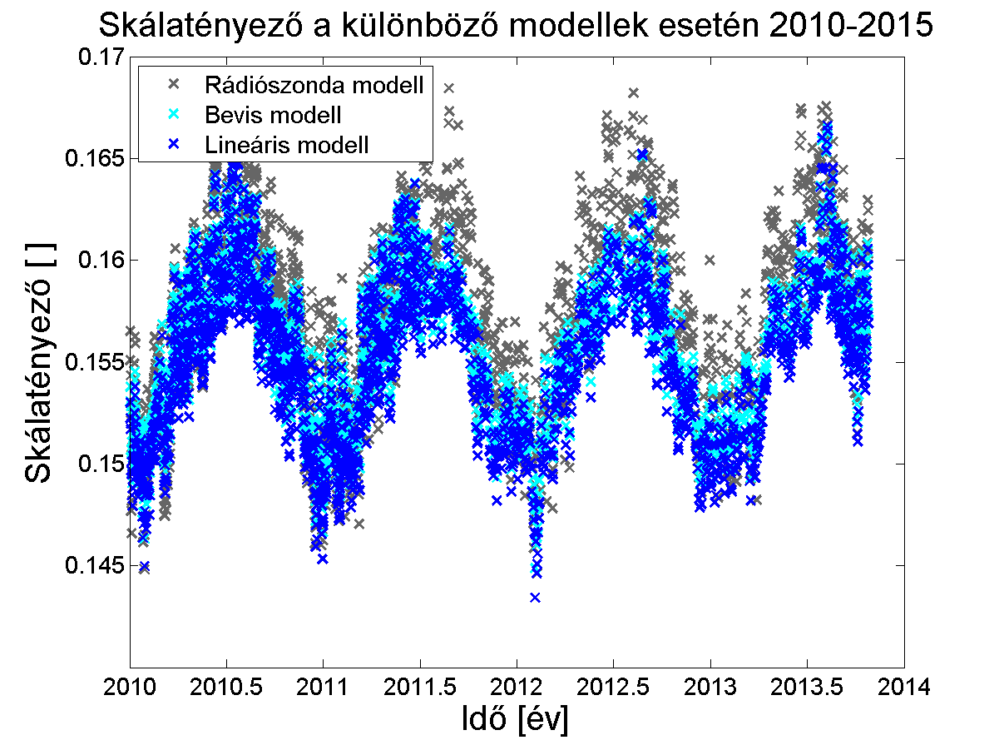 Skálatényező a különböző modellek esetén 2010-2015
Rádiószonda modell
Bevis modell
Lineáris modell
Skálatényező [ ]
0.17
0.165
0.16
0.155
0.15
0.145
2010 2010.5 2011 2011.5 2012 2012.5 2013 2013.5 2014
Idő [év]